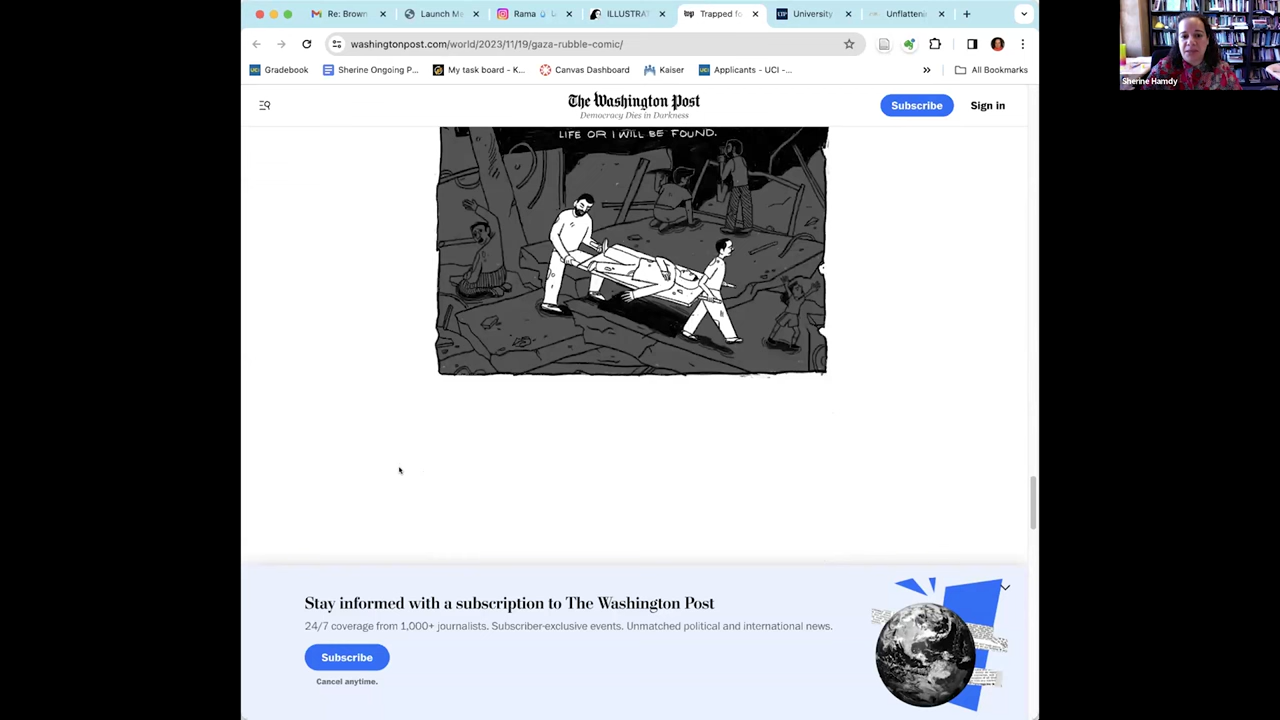 Re: Brown
Launch Me
Rama
ILLUSTRAT
Trapped fo
University
Unflatteni
washingtonpost.com/world/2023/11/19/gaza-rubble-comic/
Gradebook
Sherine Ongoing P...
My task board - K...
Canvas Dashboard
Kaiser
Applicants - UCI -...
All Bookmarks
Sherine Hamdy
The Washington Post
Democracy Dies in Darkness
Subscribe
Sign in
LIFE OR I WILL BE FOUND.
Stay informed with a subscription to The Washington Post
24/7 coverage from 1,000+ journalists. Subscriber-exclusive events. Unmatched political and international news.
Subscribe
Cancel anytime.